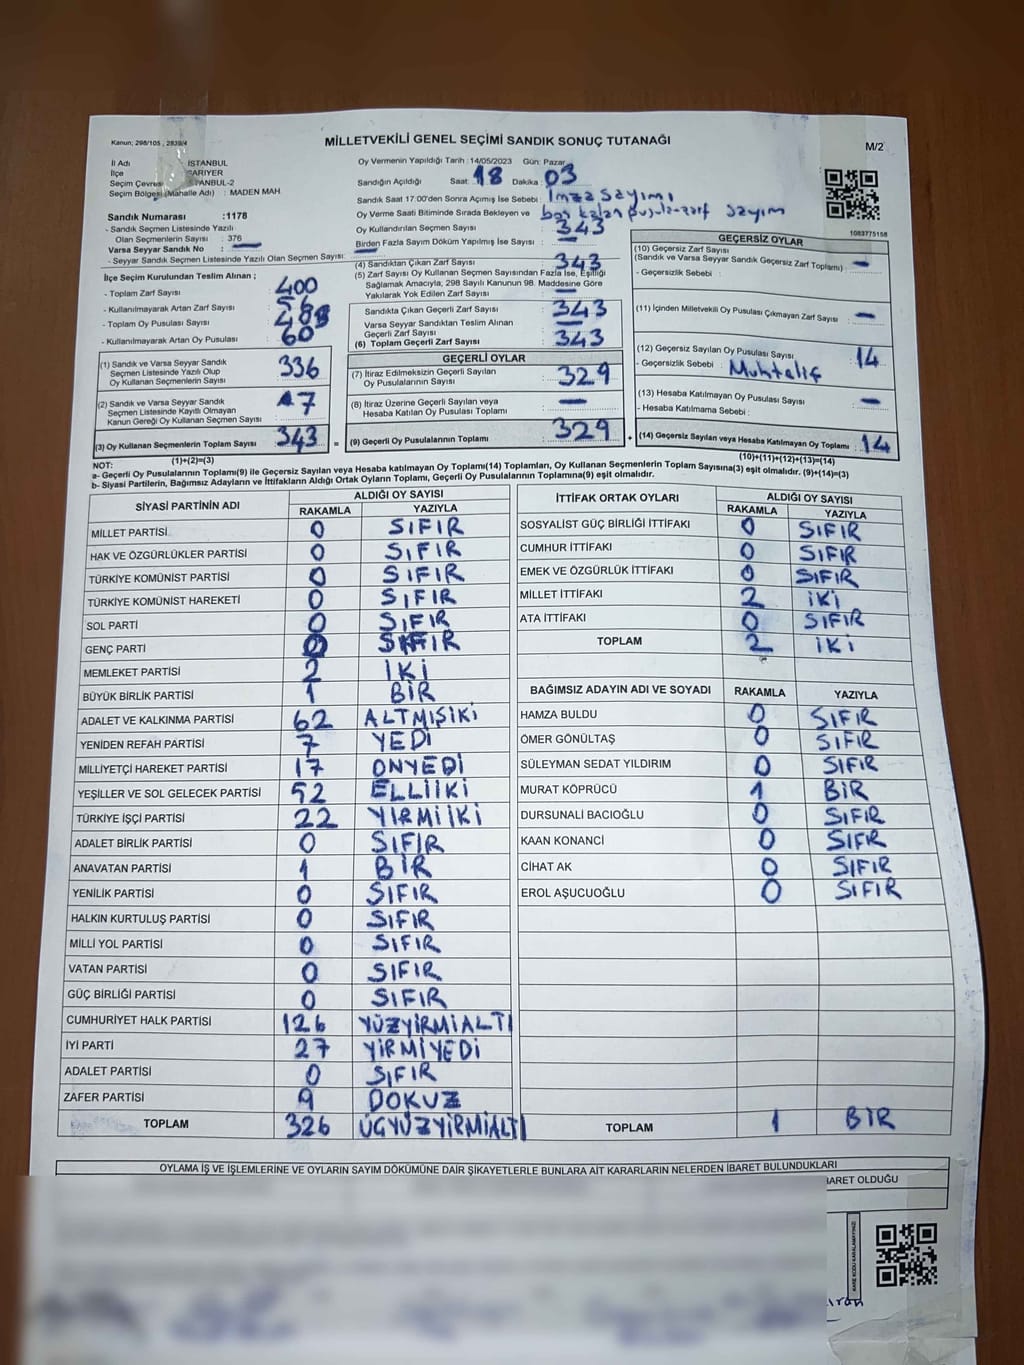 Kanun; 298/105 , 2839/4
MİLLETVEKİLİ GENEL SEÇİMİ SANDIK SONUÇ TUTANAĞI
M/2
İl Adı İSTANBUL
İlçe SARIYER
Seçim Çevresi İSTANBUL-2
Seçim Bölgesi (Mahalle Adı) : MADEN MAH
Sandık Numarası :1178
- Sandık Seçmen Listesinde Yazılı
Olan Seçmenlerin Sayısı : 376
Varsa Seyyar Sandık No : —
- Seyyar Sandık Seçmen Listesinde Yazılı Olan Seçmen Sayısı: —
Oy Vermenin Yapıldığı Tarih :14/05/2023 Gün: Pazar
Sandığın Açıldığı Saat: 18 Dakika : 03
Sandık Saat 17:00'den Sonra Açılmış İse Sebebi : İmza sayımı
Oy Verme Saati Bitiminde Sırada Bekleyen ve boş kalan pusula-zarf sayımı
Oy Kullandırılan Seçmen Sayısı : 343
Birden Fazla Sayım Döküm Yapılmış İse Sayısı : —
1083775158
İlçe Seçim Kurulundan Teslim Alınan ;
- Toplam Zarf Sayısı : 400
- Kullanılmayarak Artan Zarf Sayısı : 56
- Toplam Oy Pusulası Sayısı :
- Kullanılmayarak Artan Oy Pusulası : 60
(1) Sandık ve Varsa Seyyar Sandık
Seçmen Listesinde Yazılı Olup
Oy Kullanan Seçmenlerin Sayısı : 336
(2) Sandık ve Varsa Seyyar Sandık
Seçmen Listesinde Kayıtlı Olmayan
Kanun Gereği Oy Kullanan Seçmen Sayısı : 7
(3) Oy Kullanan Seçmenlerin Toplam Sayısı : 343 =
(1)+(2)=(3)
(4) Sandıktan Çıkan Zarf Sayısı : 343
(5) Zarf Sayısı Oy Kullanan Seçmen Sayısından Fazla İse, Eşitliği
Sağlamak Amacıyla, 298 Sayılı Kanunun 98. Maddesine Göre
Yakılarak Yok Edilen Zarf Sayısı : —
Sandıkta Çıkan Geçerli Zarf Sayısı : 343
Varsa Seyyar Sandıktan Teslim Alınan
Geçerli Zarf Sayısı : —
(6) Toplam Geçerli Zarf Sayısı : 343
GEÇERLİ OYLAR
(7) İtiraz Edilmeksizin Geçerli Sayılan
Oy Pusulalarının Sayısı : 329
(8) İtiraz Üzerine Geçerli Sayılan veya
Hesaba Katılan Oy Pusulası Toplamı : —
(9) Geçerli Oy Pusulalarının Toplamı : 329 +
GEÇERSİZ OYLAR
(10) Geçersiz Zarf Sayısı
(Sandık ve Varsa Seyyar Sandık Geçersiz Zarf Toplamı) : —
- Geçersizlik Sebebi :
(11) İçinden Milletvekili Oy Pusulası Çıkmayan Zarf Sayısı : —
(12) Geçersiz Sayılan Oy Pusulası Sayısı : 14
- Geçersizlik Sebebi : Muhtelif
(13) Hesaba Katılmayan Oy Pusulası Sayısı : —
- Hesaba Katılmama Sebebi :
(14) Geçersiz Sayılan veya Hesaba Katılmayan Oy Toplamı : 14
(10)+(11)+(12)+(13)=(14)
NOT:
a- Geçerli Oy Pusulalarının Toplamı(9) ile Geçersiz Sayılan veya Hesaba katılmayan Oy Toplamı(14) Toplamları, Oy Kullanan Seçmenlerin Toplam Sayısına(3) eşit olmalıdır. (9)+(14)=(3)
b- Siyasi Partilerin, Bağımsız Adayların ve İttifakların Aldığı Ortak Oyların Toplamı, Geçerli Oy Pusulalarının Toplamına(9) eşit olmalıdır.
SİYASİ PARTİNİN ADI ALDIĞI OY SAYISI
RAKAMLA YAZIYLA
MİLLET PARTİSİ 0 SIFIR
HAK VE ÖZGÜRLÜKLER PARTİSİ 0 SIFIR
TÜRKİYE KOMÜNİST PARTİSİ 0 SIFIR
TÜRKİYE KOMÜNİST HAREKETİ 0 SIFIR
SOL PARTİ 0 SIFIR
GENÇ PARTİ 0 SIFIR
MEMLEKET PARTİSİ 2 İKİ
BÜYÜK BİRLİK PARTİSİ 1 BİR
ADALET VE KALKINMA PARTİSİ 62 ALTMIŞİKİ
YENİDEN REFAH PARTİSİ 7 YEDİ
MİLLİYETÇİ HAREKET PARTİSİ 17 ONYEDİ
YEŞİLLER VE SOL GELECEK PARTİSİ 52 ELLİİKİ
TÜRKİYE İŞÇİ PARTİSİ 22 YİRMİİKİ
ADALET BİRLİK PARTİSİ 0 SIFIR
ANAVATAN PARTİSİ 1 BİR
YENİLİK PARTİSİ 0 SIFIR
HALKIN KURTULUŞ PARTİSİ 0 SIFIR
MİLLİ YOL PARTİSİ 0 SIFIR
VATAN PARTİSİ 0 SIFIR
GÜÇ BİRLİĞİ PARTİSİ 0 SIFIR
CUMHURİYET HALK PARTİSİ 126 YÜZYİRMİALTI
İYİ PARTİ 27 YİRMİYEDİ
ADALET PARTİSİ 0 SIFIR
ZAFER PARTİSİ 9 DOKUZ
TOPLAM 326 ÜÇYÜZYİRMİALTI
İTTİFAK ORTAK OYLARI ALDIĞI OY SAYISI
RAKAMLA YAZIYLA
SOSYALİST GÜÇ BİRLİĞİ İTTİFAKI 0 SIFIR
CUMHUR İTTİFAKI 0 SIFIR
EMEK VE ÖZGÜRLÜK İTTİFAKI 0 SIFIR
MİLLET İTTİFAKI 2 İKİ
ATA İTTİFAKI 0 SIFIR
TOPLAM 2 İKİ
BAĞIMSIZ ADAYIN ADI VE SOYADI RAKAMLA YAZIYLA
HAMZA BULDU 0 SIFIR
ÖMER GÖNÜLTAŞ 0 SIFIR
SÜLEYMAN SEDAT YILDIRIM 0 SIFIR
MURAT KÖPRÜCÜ 1 BİR
DURSUNALİ BACIOĞLU 0 SIFIR
KAAN KONANCİ 0 SIFIR
CİHAT AK 0 SIFIR
EROL AŞUCUOĞLU 0 SIFIR
TOPLAM 1 BİR
OYLAMA İŞ VE İŞLEMLERİNE VE OYLARIN SAYIM DÖKÜMÜNE DAİR ŞİKAYETLERLE BUNLARA AİT KARARLARIN NELERDEN İBARET BULUNDUKLARI
İBARET OLDUĞU
KARE KODU KARALAMAYINIZ!